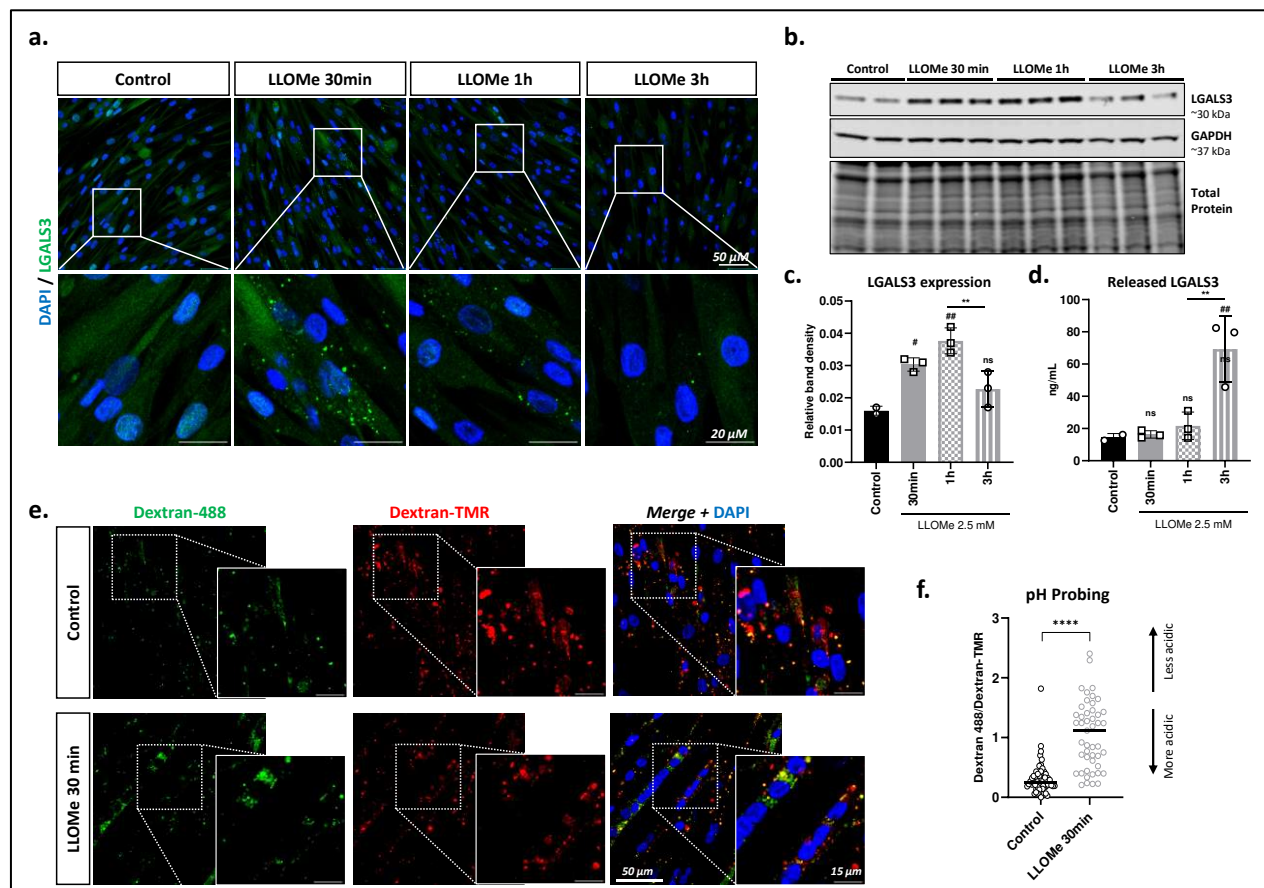 a.
Control
LLOMe 30min
LLOMe 1h
LLOMe 3h
DAPI / LGALS3
50 µM
20 µM
b.
Control
LLOMe 30 min
LLOMe 1h
LLOMe 3h
LGALS3
~30 kDa
GAPDH
~37 kDa
Total
Protein
c.
LGALS3 expression
Relative band density
0.05
0.04
0.03
0.02
0.01
0.00
#
##
**
ns
Control
30min
1h
3h
LLOMe 2.5 mM
d.
Released LGALS3
ng/mL
100
80
60
40
20
0
ns
ns
**
##
ns
Control
30min
1h
3h
LLOMe 2.5 mM
e.
Dextran-488
Dextran-TMR
Merge + DAPI
Control
LLOMe 30 min
50 µm
15 µm
f.
pH Probing
Dextran 488/Dextran-TMR
3
2
1
0
****
Control
LLOMe 30min
Less acidic
More acidic